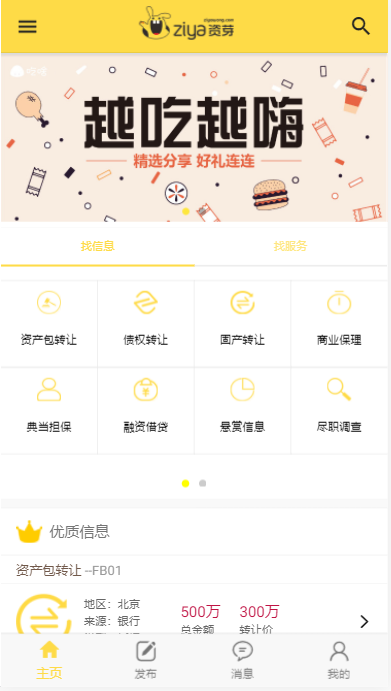 ziya资芽
越吃越嗨
精选分享 好礼连连
找信息
找服务
资产包转让
债权转让
固产转让
商业保理
典当担保
融资借贷
悬赏信息
尽职调查
优质信息
资产包转让 --FB01
地区：北京
来源：银行
500万
总金额
300万
转让价
主页
发布
消息
我的